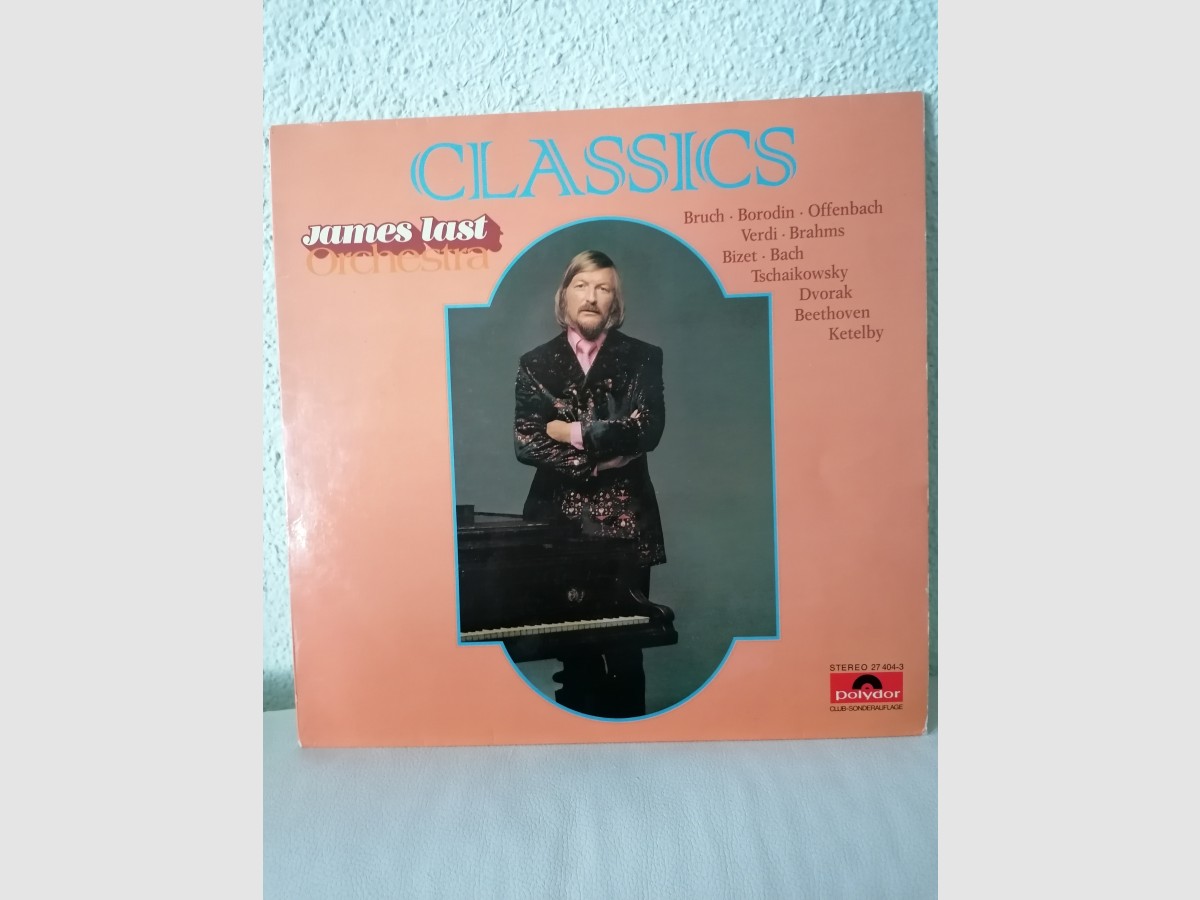 CLASSICS
james last
Orchestra
Bruch · Borodin · Offenbach
Verdi · Brahms
Bizet · Bach
Tschaikowsky
Dvorak
Beethoven
Ketelby
STEREO 27 404-3
polydor
CLUB-SONDERAUFLAGE